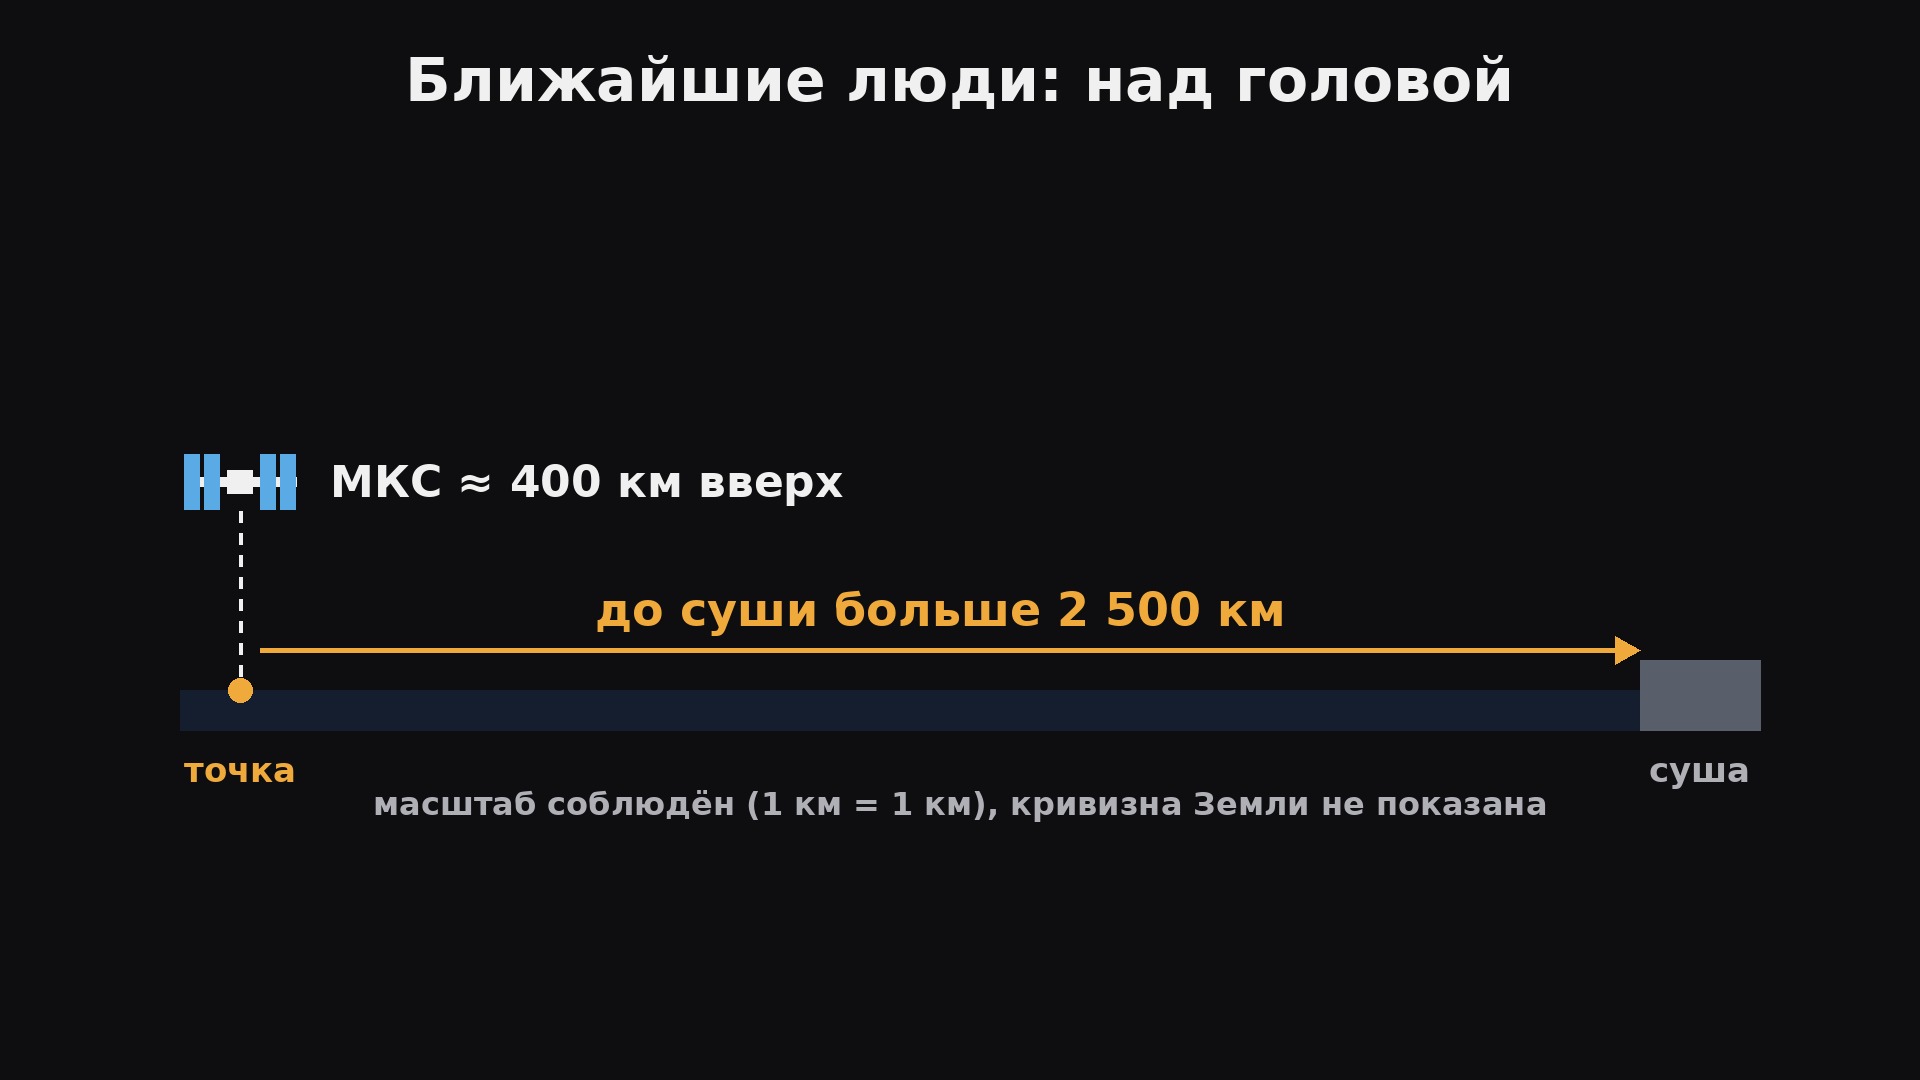 Ближайшие люди: над головой
МКС ≈ 400 км вверх
до суши больше 2 500 км
точка
суша
масштаб соблюдён (1 км = 1 км), кривизна Земли не показана